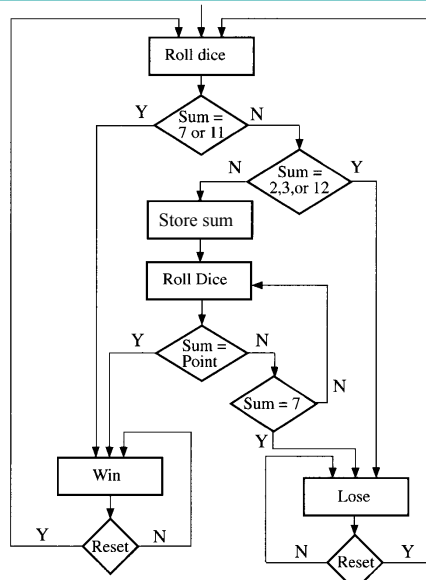 Roll dice
Y
Sum =
7 or 11
N
N
Sum =
2,3,or 12
Y
Store sum
Roll Dice
Y
Sum =
Point
N
Sum = 7
N
Y
Win
Lose
Y
Reset
N
N
Reset
Y